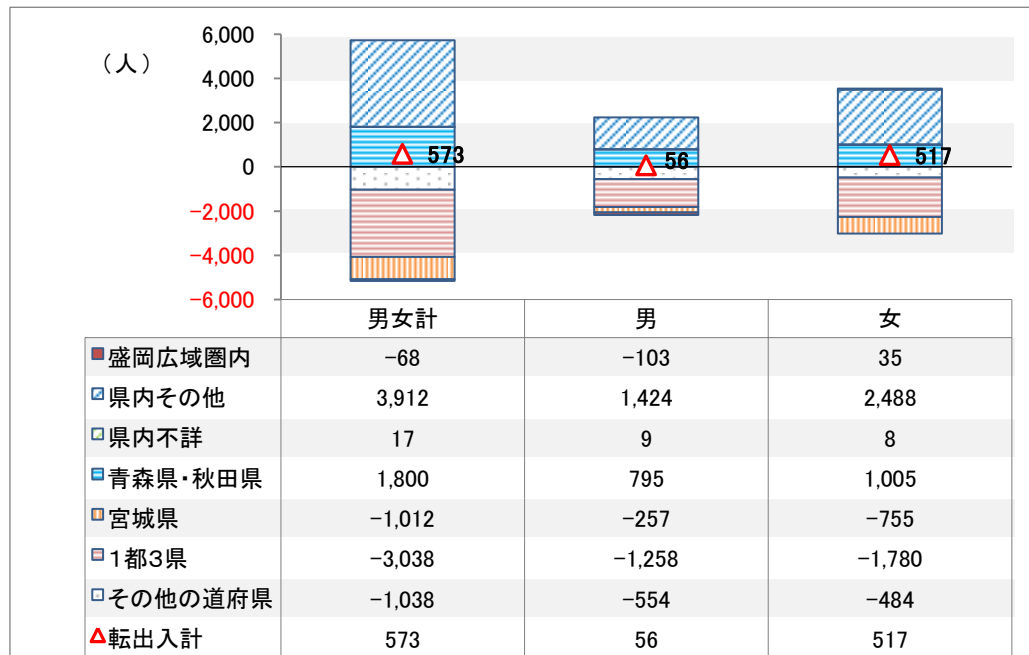 6,000
（人）
4,000
2,000
573
56
517
0
−2,000
−4,000
−6,000
男女計 男 女
盛岡広域圏内 −68 −103 35
県内その他 3,912 1,424 2,488
県内不詳 17 9 8
青森県・秋田県 1,800 795 1,005
宮城県 −1,012 −257 −755
１都３県 −3,038 −1,258 −1,780
その他の道府県 −1,038 −554 −484
転出入計 573 56 517